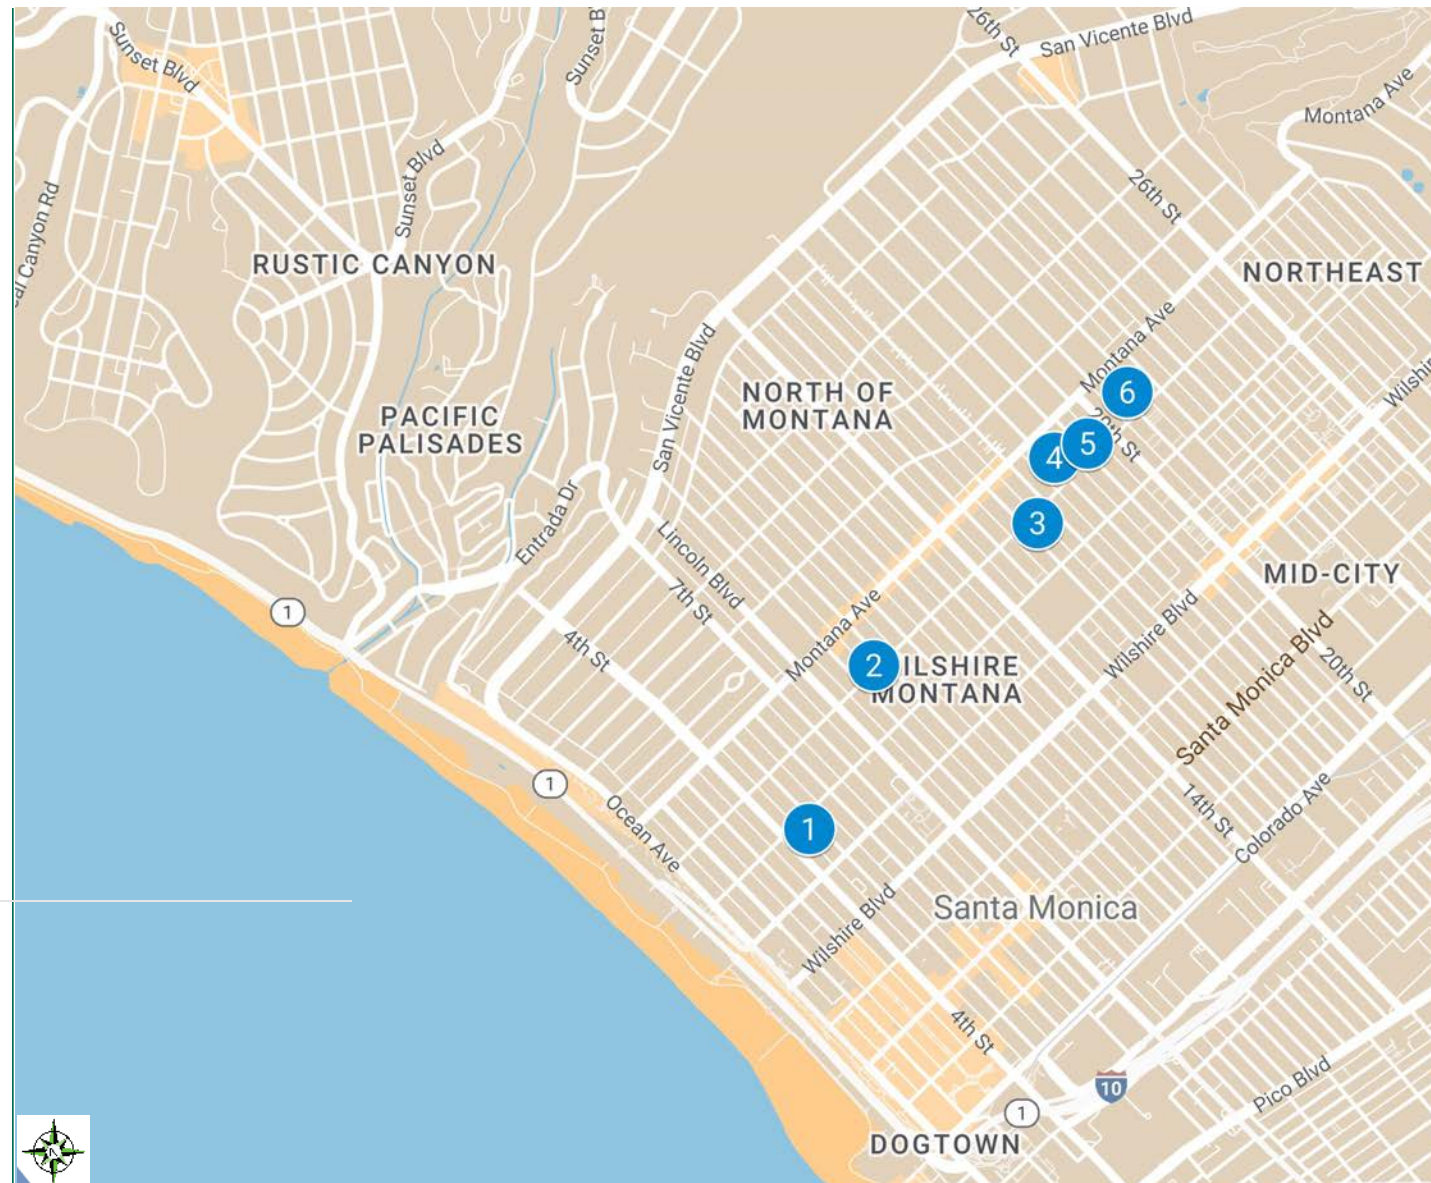 Sunset Blvd
Sunset B
26th St
San Vicente Blvd
Montana Ave
Sunset Blvd
al Canyon Rd
26th St
RUSTIC CANYON
NORTHEAST
Montana Ave
San Vicente Blvd
Wilshir
NORTH OF
MONTANA
6
PACIFIC
PALISADES
20th St
5
4
3
Entrada Dr
Lincoln Blvd
7th St
MID-CITY
1
Montana Ave
Wilshire Blvd
4th St
Santa Monica Blvd
20th St
2
ILSHIRE
MONTANA
1
Ocean Ave
14th St
Colorado Ave
1
Wilshire Blvd
Santa Monica
4th St
10
Pico Blvd
1
DOGTOWN
N